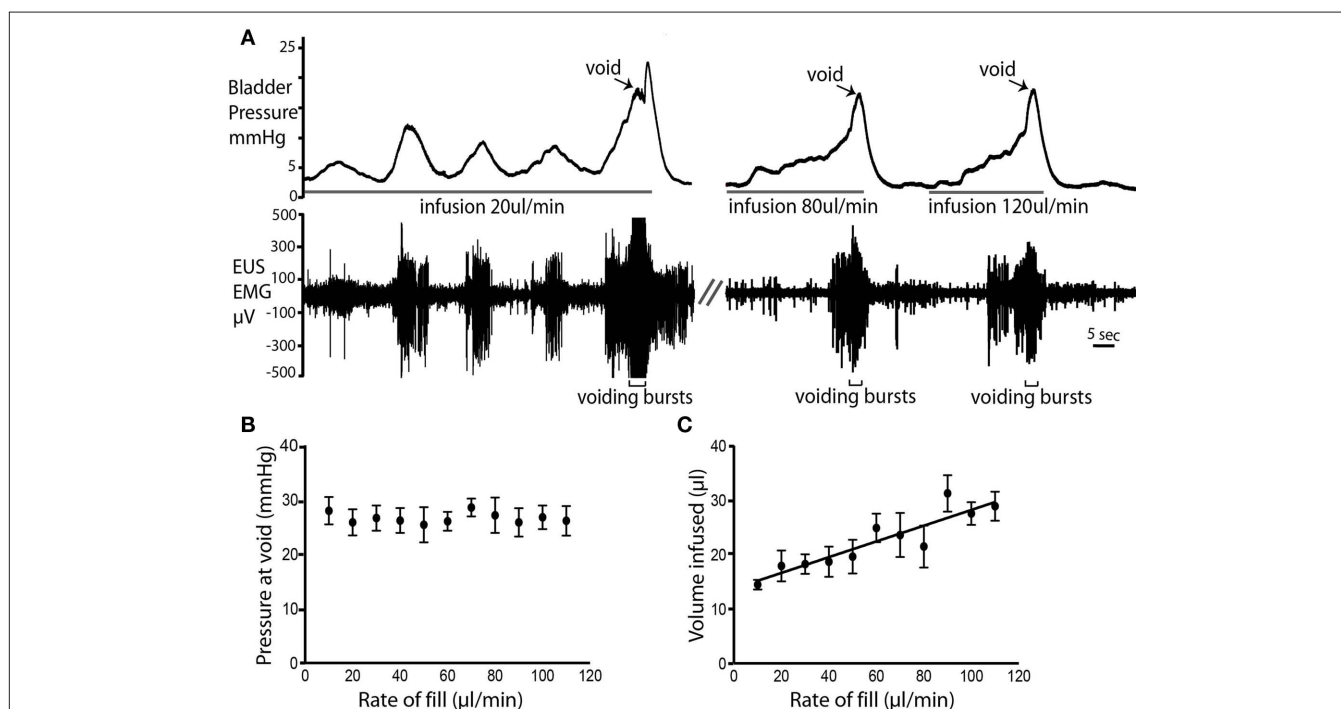 A
25
Bladder
Pressure
mmHg
5
0
void
void
void
infusion 20ul/min
infusion 80ul/min
infusion 120ul/min
500
300
100
-100
-300
-500
EUS
EMG
µV
5 sec
voiding bursts
voiding bursts
voiding bursts
B
40
30
20
10
0
Pressure at void (mmHg)
0 20 40 60 80 100 120
Rate of fill (µl/min)
C
40
30
20
10
0
Volume infused (µl)
0 20 40 60 80 100 120
Rate of fill (µl/min)